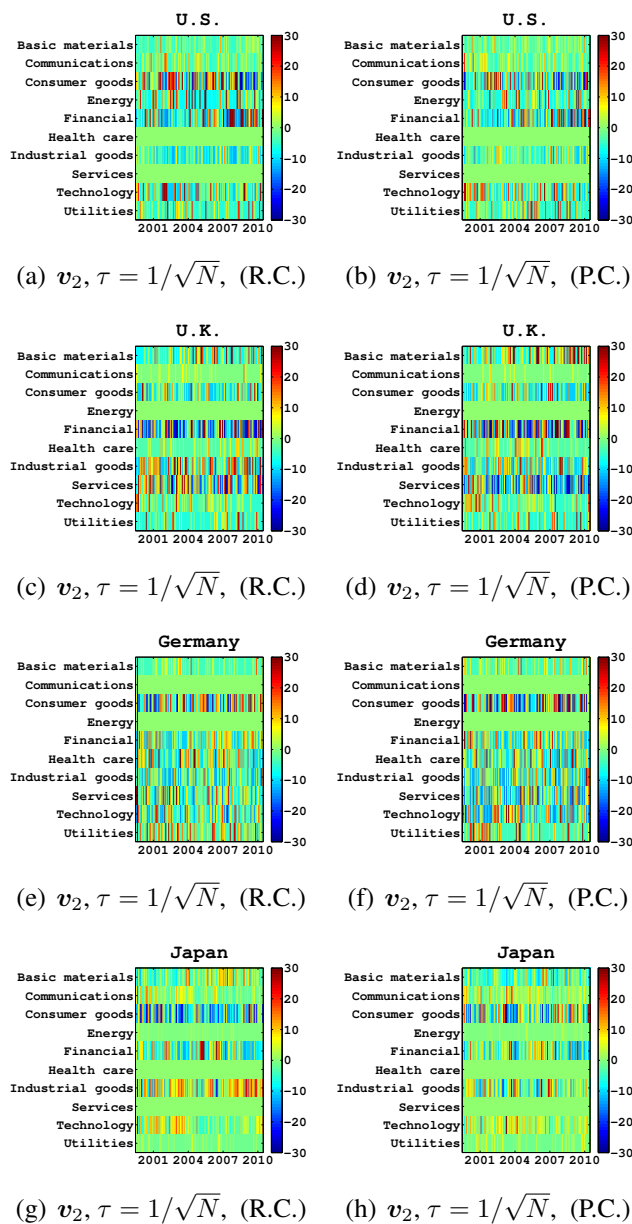 U.S.
Basic materials
Communications
Consumer goods
Energy
Financial
Health care
Industrial goods
Services
Technology
Utilities
2001 2004 2007 2010
30
20
10
0
−10
−20
−30
(a) v₂, τ = 1/√N, (R.C.)
U.S.
Basic materials
Communications
Consumer goods
Energy
Financial
Health care
Industrial goods
Services
Technology
Utilities
2001 2004 2007 2010
30
20
10
0
−10
−20
−30
(b) v₂, τ = 1/√N, (P.C.)
U.K.
Basic materials
Communications
Consumer goods
Energy
Financial
Health care
Industrial goods
Services
Technology
Utilities
2001 2004 2007 2010
30
20
10
0
−10
−20
−30
(c) v₂, τ = 1/√N, (R.C.)
U.K.
Basic materials
Communications
Consumer goods
Energy
Financial
Health care
Industrial goods
Services
Technology
Utilities
2001 2004 2007 2010
30
20
10
0
−10
−20
−30
(d) v₂, τ = 1/√N, (P.C.)
Germany
Basic materials
Communications
Consumer goods
Energy
Financial
Health care
Industrial goods
Services
Technology
Utilities
2001 2004 2007 2010
30
20
10
0
−10
−20
−30
(e) v₂, τ = 1/√N, (R.C.)
Germany
Basic materials
Communications
Consumer goods
Energy
Financial
Health care
Industrial goods
Services
Technology
Utilities
2001 2004 2007 2010
30
20
10
0
−10
−20
−30
(f) v₂, τ = 1/√N, (P.C.)
Japan
Basic materials
Communications
Consumer goods
Energy
Financial
Health care
Industrial goods
Services
Technology
Utilities
2001 2004 2007 2010
30
20
10
0
−10
−20
−30
(g) v₂, τ = 1/√N, (R.C.)
Japan
Basic materials
Communications
Consumer goods
Energy
Financial
Health care
Industrial goods
Services
Technology
Utilities
2001 2004 2007 2010
30
20
10
0
−10
−20
−30
(h) v₂, τ = 1/√N, (P.C.)